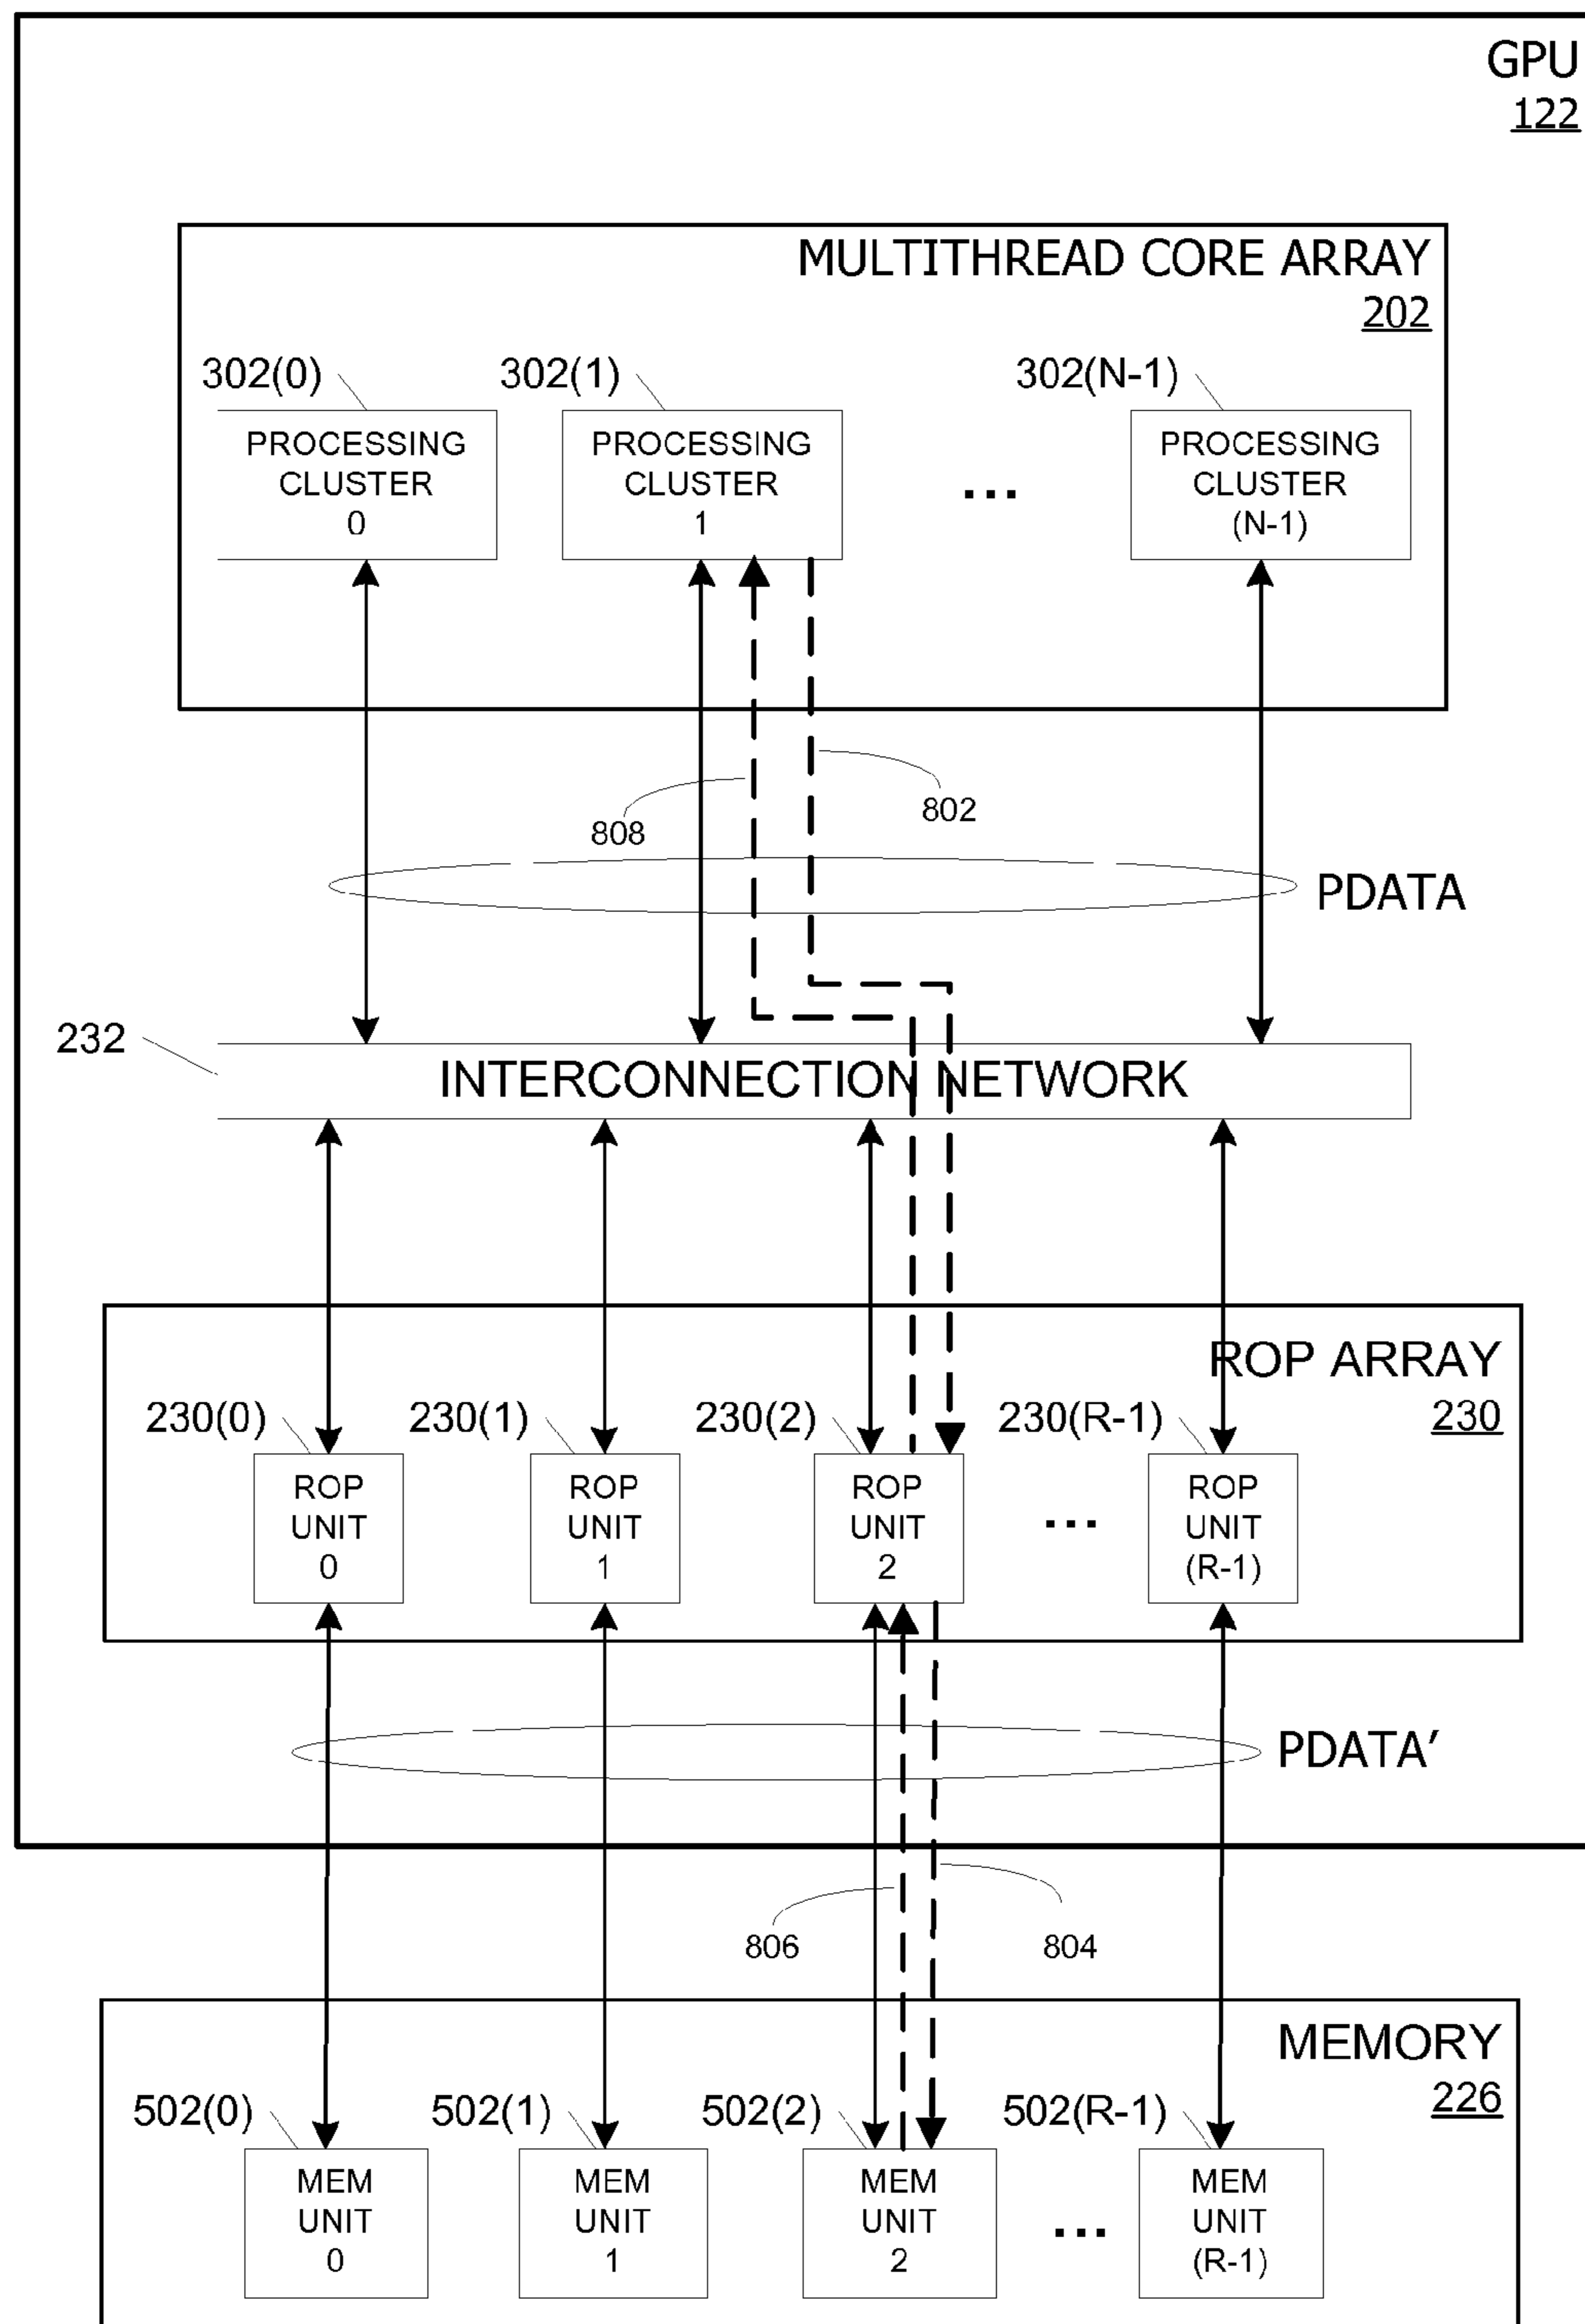 GPU
122
MULTITHREAD CORE ARRAY
202
302(0)
302(1)
302(N-1)
PROCESSING
CLUSTER
0
PROCESSING
CLUSTER
1
...
PROCESSING
CLUSTER
(N-1)
808
802
PDATA
232
INTERCONNECTION NETWORK
ROP ARRAY
230
230(0)
230(1)
230(2)
230(R-1)
ROP
UNIT
0
ROP
UNIT
1
ROP
UNIT
2
...
ROP
UNIT
(R-1)
PDATA'
806
804
MEMORY
226
502(0)
502(1)
502(2)
502(R-1)
MEM
UNIT
0
MEM
UNIT
1
MEM
UNIT
2
...
MEM
UNIT
(R-1)